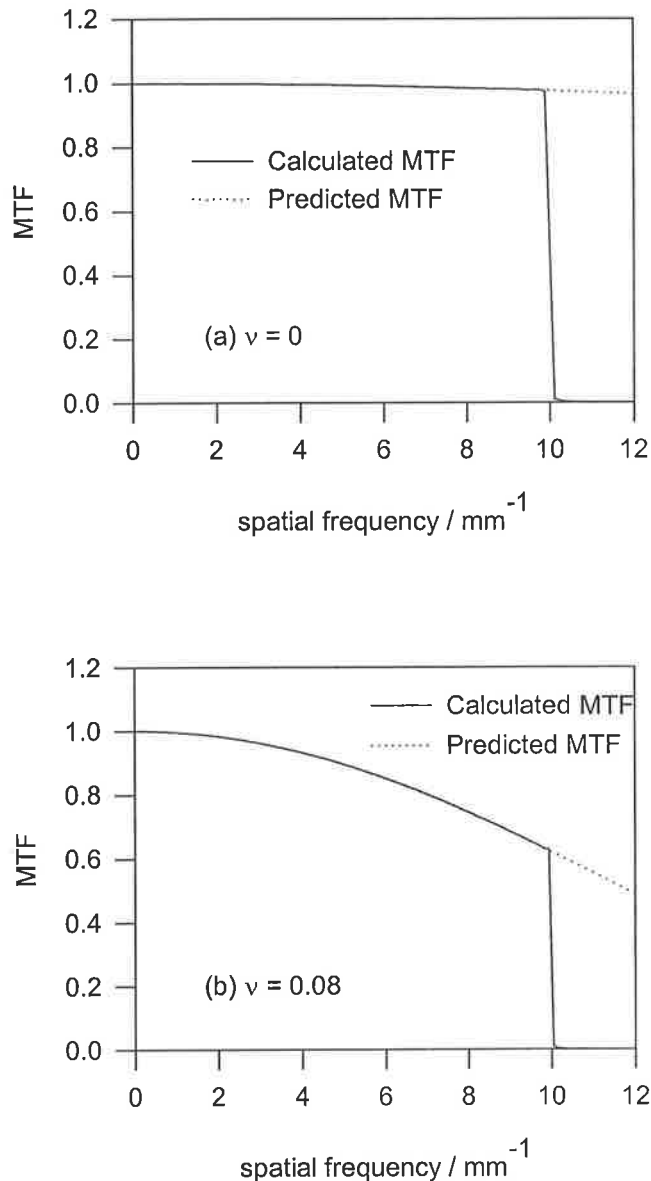 1.2
1.0
0.8
0.6
0.4
0.2
0.0
MTF
Calculated MTF
Predicted MTF
(a) ν = 0
0 2 4 6 8 10 12
spatial frequency / mm⁻¹
1.2
1.0
0.8
0.6
0.4
0.2
0.0
MTF
Calculated MTF
Predicted MTF
(b) ν = 0.08
0 2 4 6 8 10 12
spatial frequency / mm⁻¹